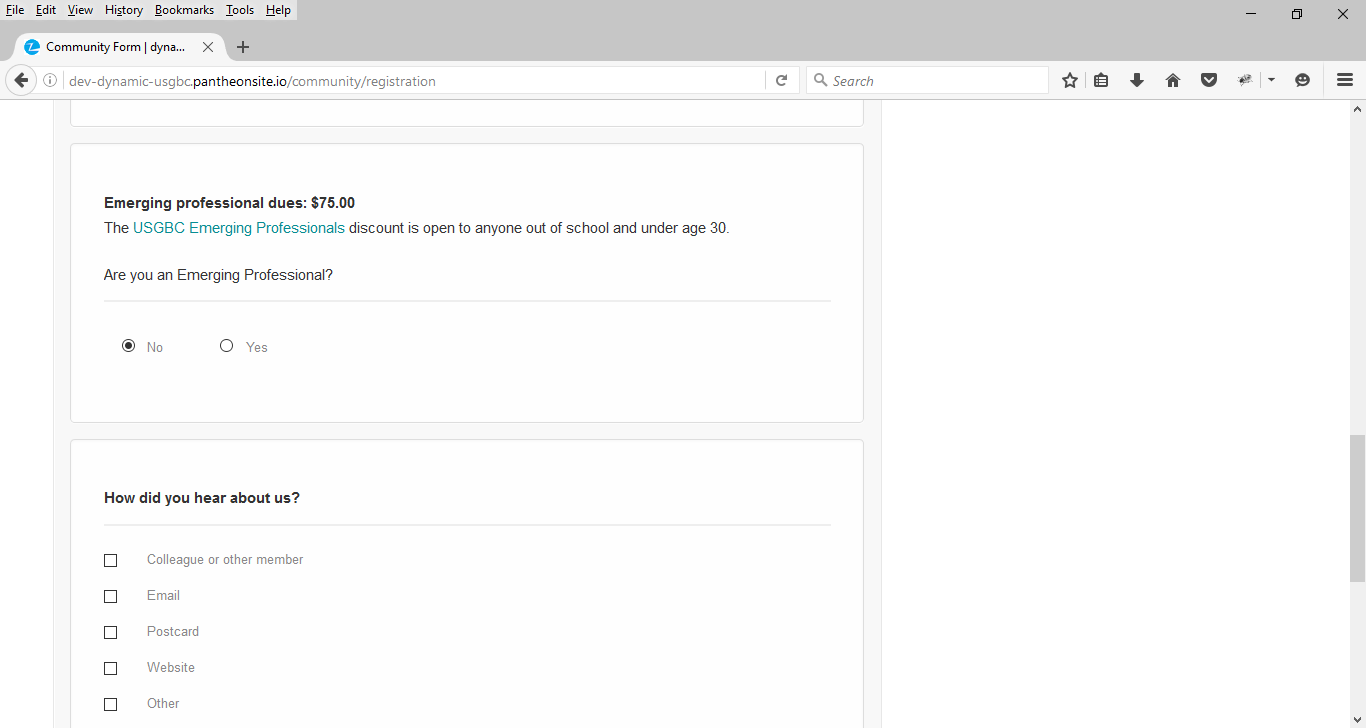 File Edit View History Bookmarks Tools Help
Community Form | dyna...
dev-dynamic-usgbc.pantheonsite.io/community/registration
Search
Emerging professional dues: $75.00
The USGBC Emerging Professionals discount is open to anyone out of school and under age 30.
Are you an Emerging Professional?
No Yes
How did you hear about us?
Colleague or other member
Email
Postcard
Website
Other